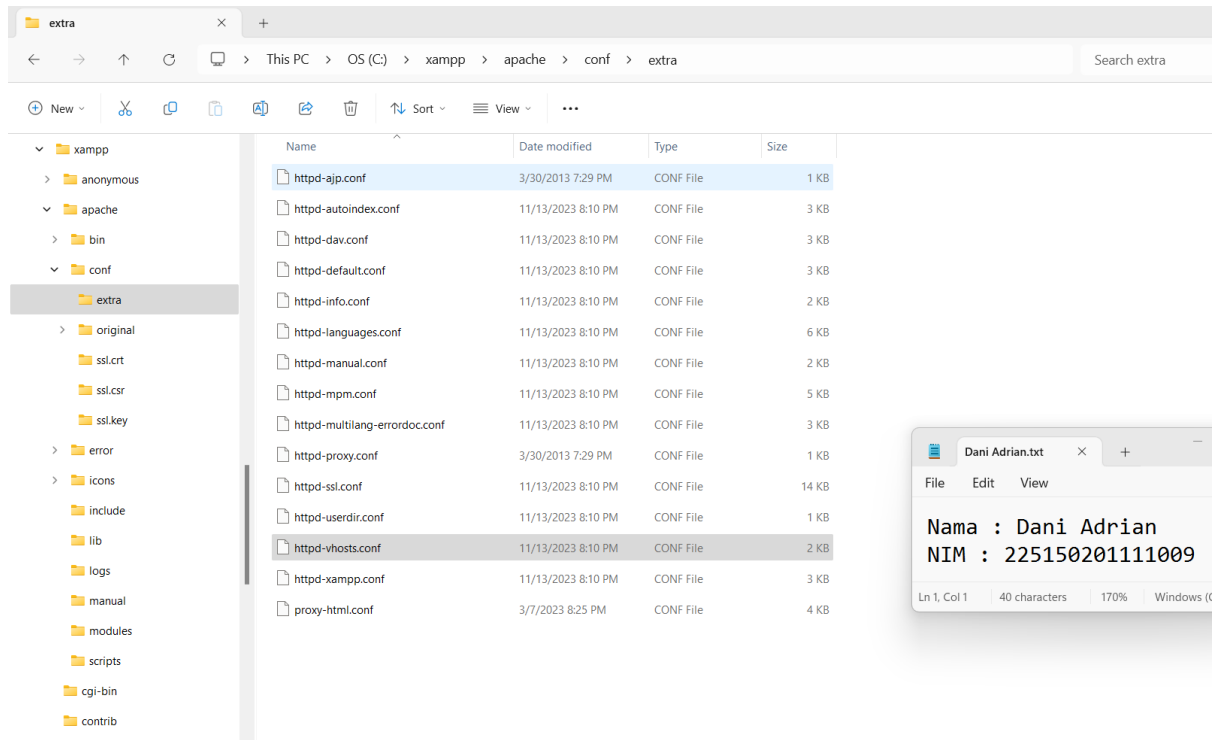 extra
This PC > OS (C:) > xampp > apache > conf > extra
Search extra
New
Sort
View
xampp
anonymous
apache
bin
conf
extra
original
ssl.crt
ssl.csr
ssl.key
error
icons
include
lib
logs
manual
modules
scripts
cgi-bin
contrib
Name Date modified Type Size
httpd-ajp.conf 3/30/2013 7:29 PM CONF File 1 KB
httpd-autoindex.conf 11/13/2023 8:10 PM CONF File 3 KB
httpd-dav.conf 11/13/2023 8:10 PM CONF File 3 KB
httpd-default.conf 11/13/2023 8:10 PM CONF File 3 KB
httpd-info.conf 11/13/2023 8:10 PM CONF File 2 KB
httpd-languages.conf 11/13/2023 8:10 PM CONF File 6 KB
httpd-manual.conf 11/13/2023 8:10 PM CONF File 2 KB
httpd-mpm.conf 11/13/2023 8:10 PM CONF File 5 KB
httpd-multilang-errordoc.conf 11/13/2023 8:10 PM CONF File 3 KB
httpd-proxy.conf 3/30/2013 7:29 PM CONF File 1 KB
httpd-ssl.conf 11/13/2023 8:10 PM CONF File 14 KB
httpd-userdir.conf 11/13/2023 8:10 PM CONF File 1 KB
httpd-vhosts.conf 11/13/2023 8:10 PM CONF File 2 KB
httpd-xampp.conf 11/13/2023 8:10 PM CONF File 3 KB
proxy-html.conf 3/7/2023 8:25 PM CONF File 4 KB
Dani Adrian.txt
File Edit View
Nama : Dani Adrian
NIM : 225150201111009
Ln 1, Col 1 40 characters 170% Windows (